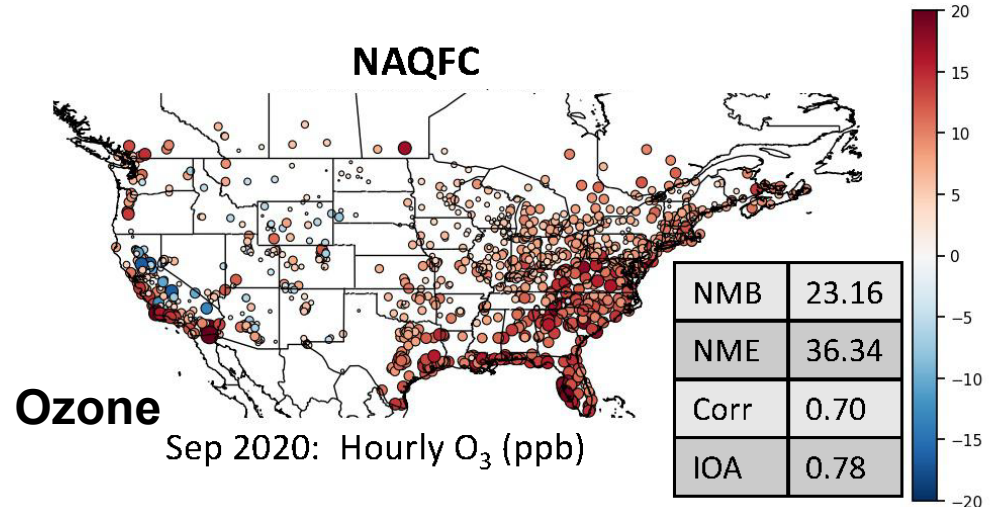 NAQFC
20
15
10
5
0
−5
−10
−15
−20
NMB 23.16
NME 36.34
Corr 0.70
IOA 0.78
Ozone
Sep 2020: Hourly O₃ (ppb)